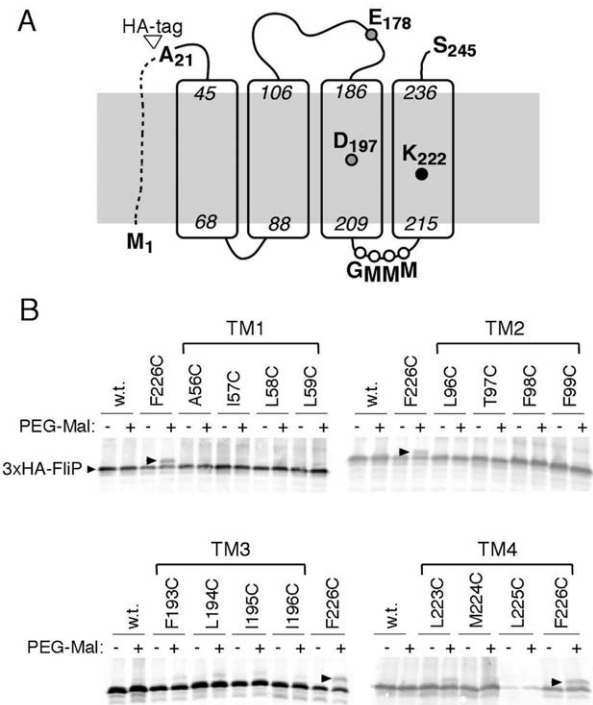 A
HA-tag
A21
E178
S245
45 106 186 236
D197
K222
M1
68 88 209 215
GMMM
B
TM1
w.t. F226C A56C I57C L58C L59C
PEG-Mal: - + - + - + - + - + - +
3xHA-FliP
TM2
w.t. F226C L96C T97C F98C F99C
- + - + - + - + - + - +
TM3
w.t. F193C L194C I195C I196C F226C
PEG-Mal: - + - + - + - + - + - +
TM4
w.t. L223C M224C L225C F226C
- + - + - + - + - +